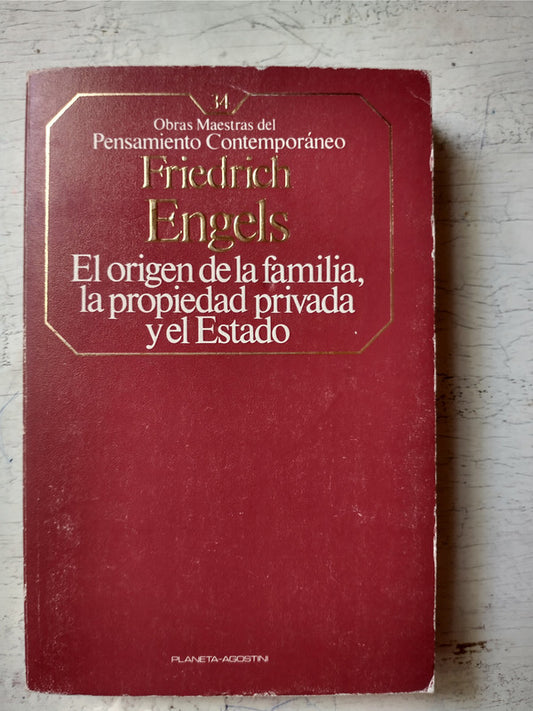 34
Obras Maestras del
Pensamiento Contemporáneo
Friedrich
Engels
El origen de la familia,
la propiedad privada
y el Estado
PLANETA-AGOSTINI